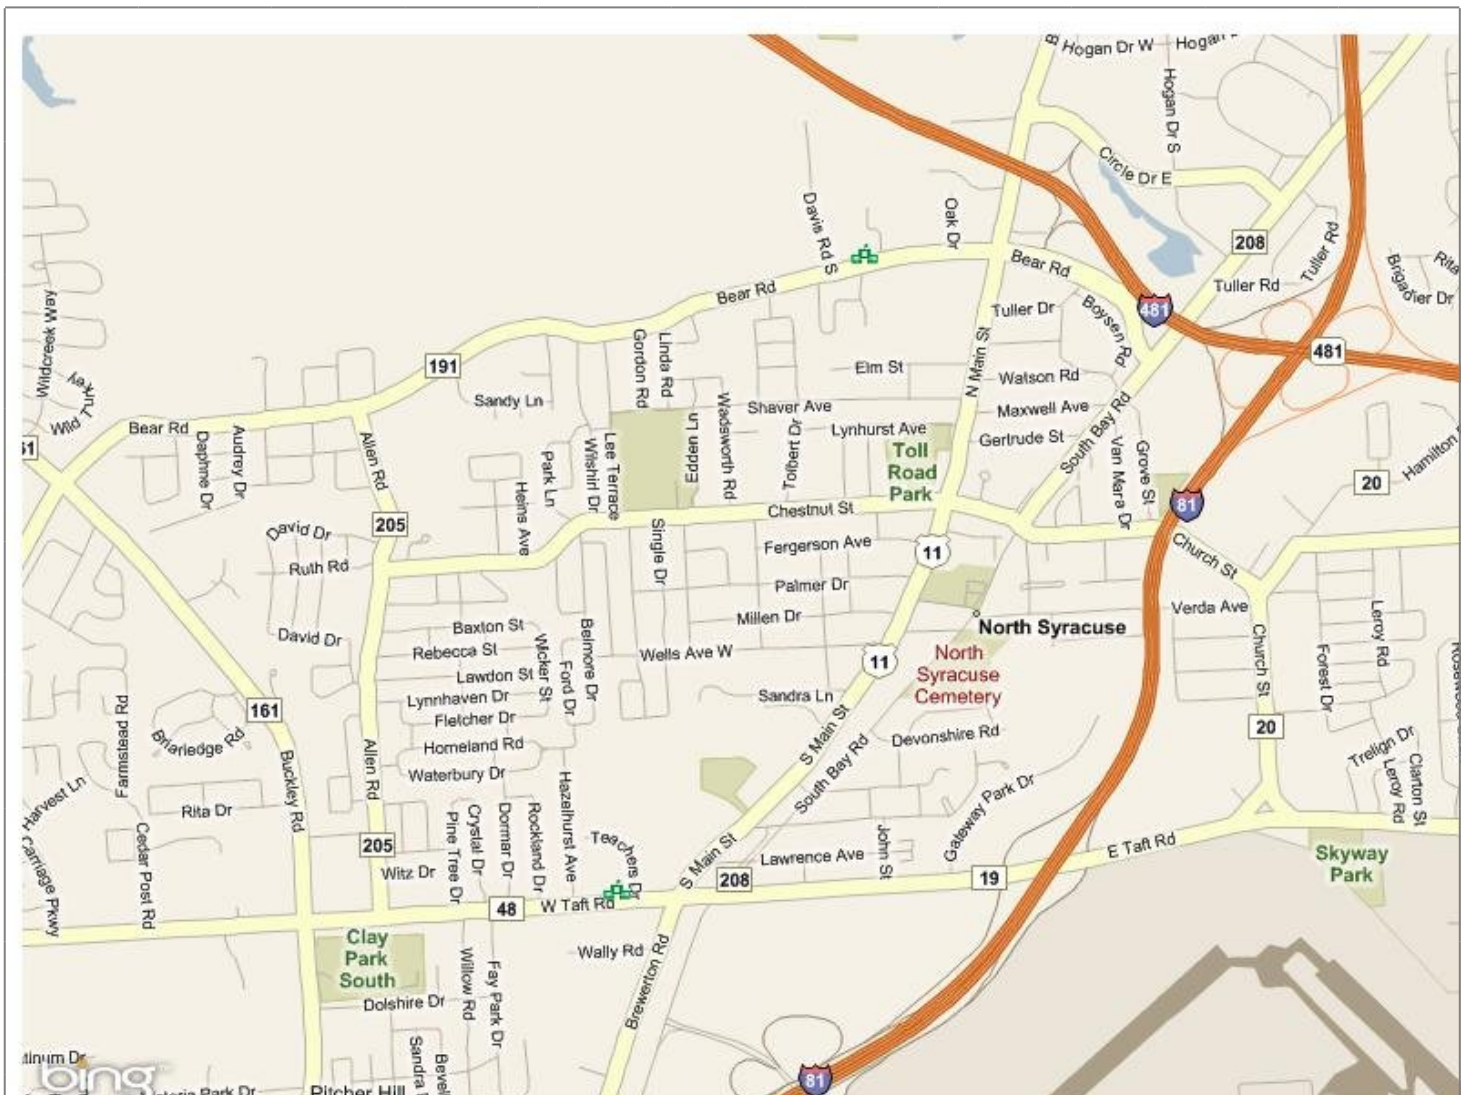 Hogan Dr W
Hogan Dr S
Circle Dr E
Davis Rd S
Oak Dr
208
Tuller Rd
Tuller Rd
Rita
Brigadier Dr
Bear Rd
Bear Rd
Tuller Dr
Boysen Rd
481
481
Wildcreek Way
Wild Turkey
191
Gordon Rd
Linda Rd
Elm St
N Main St
Watson Rd
Sandy Ln
Shaver Ave
Maxwell Ave
Bear Rd
Lynhurst Ave
Gertrude St
South Bay Rd
Daphne Dr
Audrey Dr
Allen Rd
Park Ln
Heins Ave
Wilshirl Dr
Lee Terrace
Edden Ln
Wadsworth Rd
Tolbert Dr
Toll
Road
Park
Van Mara Dr
Grove St
20
Hamilton
81
Chestnut St
205
David Dr
Ruth Rd
Single Dr
Fergerson Ave
11
Church St
Palmer Dr
Verda Ave
Millen Dr
North Syracuse
David Dr
Baxton St
Rebecca St
Lawdon St
Wicker St
Ford Dr
Belmore Dr
Wells Ave W
11
North
Syracuse
Cemetery
Church St
Forest Dr
Leroy Rd
Lynnhaven Dr
Fletcher Dr
Sandra Ln
161
Farmstead Rd
Briarledge Rd
Homeland Rd
Waterbury Dr
S Main St
South Bay Rd
Devonshire Rd
20
Trelign Dr
Leroy Rd
Clarton St
Buckley Rd
Allen Rd
Harvest Ln
Rita Dr
Gateway Park Dr
Carriage Pkwy
Cedar Post Rd
205
Witz Dr
Pine Tree Dr
Crystal Dr
Dormar Dr
Rockland Dr
Hazelhurst Ave
Teachers Dr
S Main St
Lawrence Ave
John St
E Taft Rd
Skyway
Park
208
19
48
W Taft Rd
Clay
Park
South
Wally Rd
Brewerton Rd
Willow Rd
Fay Park Dr
Dolshire Dr
Sandra
81
bing
Pitcher Hill